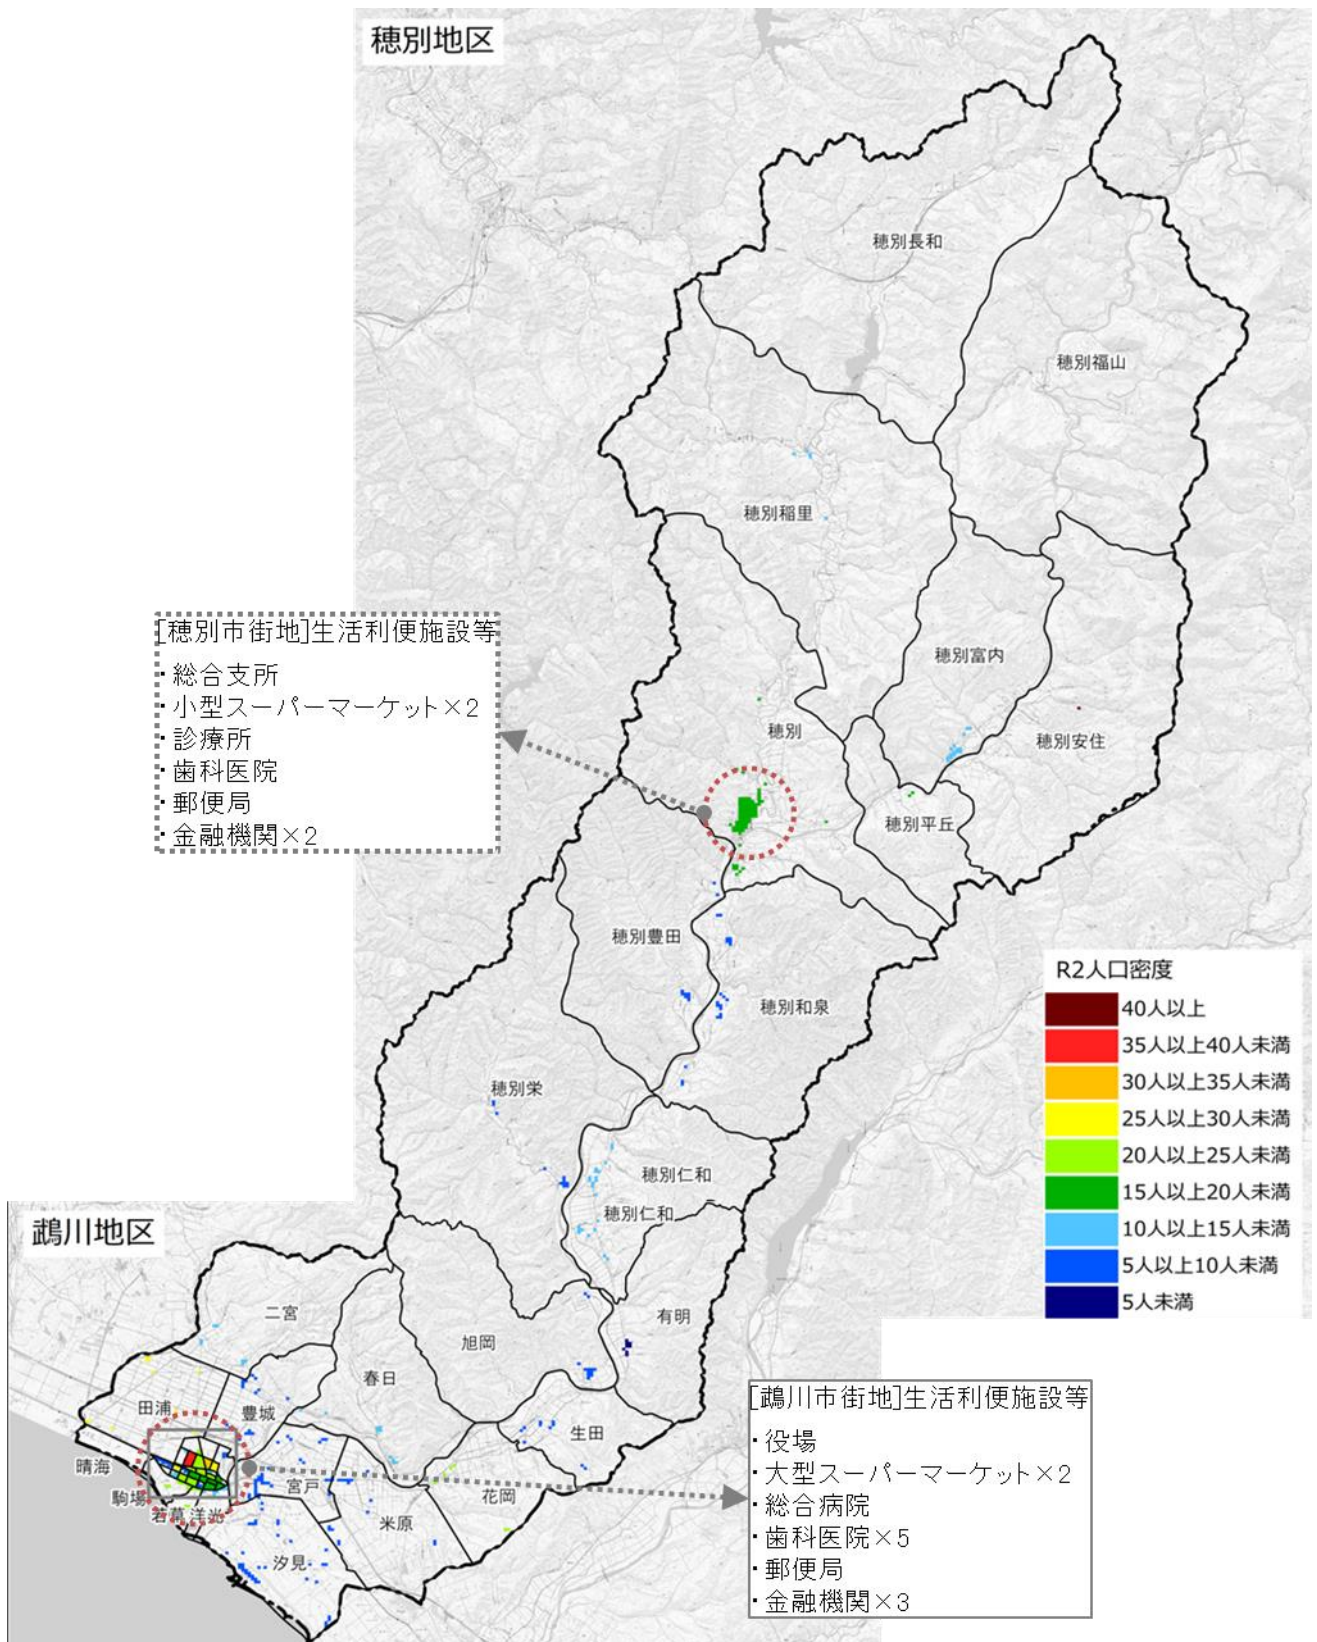 穂別地区
穂別長和
穂別福山
穂別稲里
[穂別市街地]生活利便施設等
・総合支所
・小型スーパーマーケット×2
・診療所
・歯科医院
・郵便局
・金融機関×2
穂別富内
穂別
穂別安住
穂別平丘
穂別豊田
穂別和泉
R2人口密度
40人以上
35人以上40人未満
30人以上35人未満
25人以上30人未満
20人以上25人未満
15人以上20人未満
10人以上15人未満
5人以上10人未満
5人未満
穂別栄
穂別仁和
穂別仁和
鵡川地区
二宮
有明
旭岡
春日
田浦
豊城
生田
晴海
宮戸
花岡
駒場
若草 洋光
米原
汐見
[鵡川市街地]生活利便施設等
・役場
・大型スーパーマーケット×2
・総合病院
・歯科医院×5
・郵便局
・金融機関×3